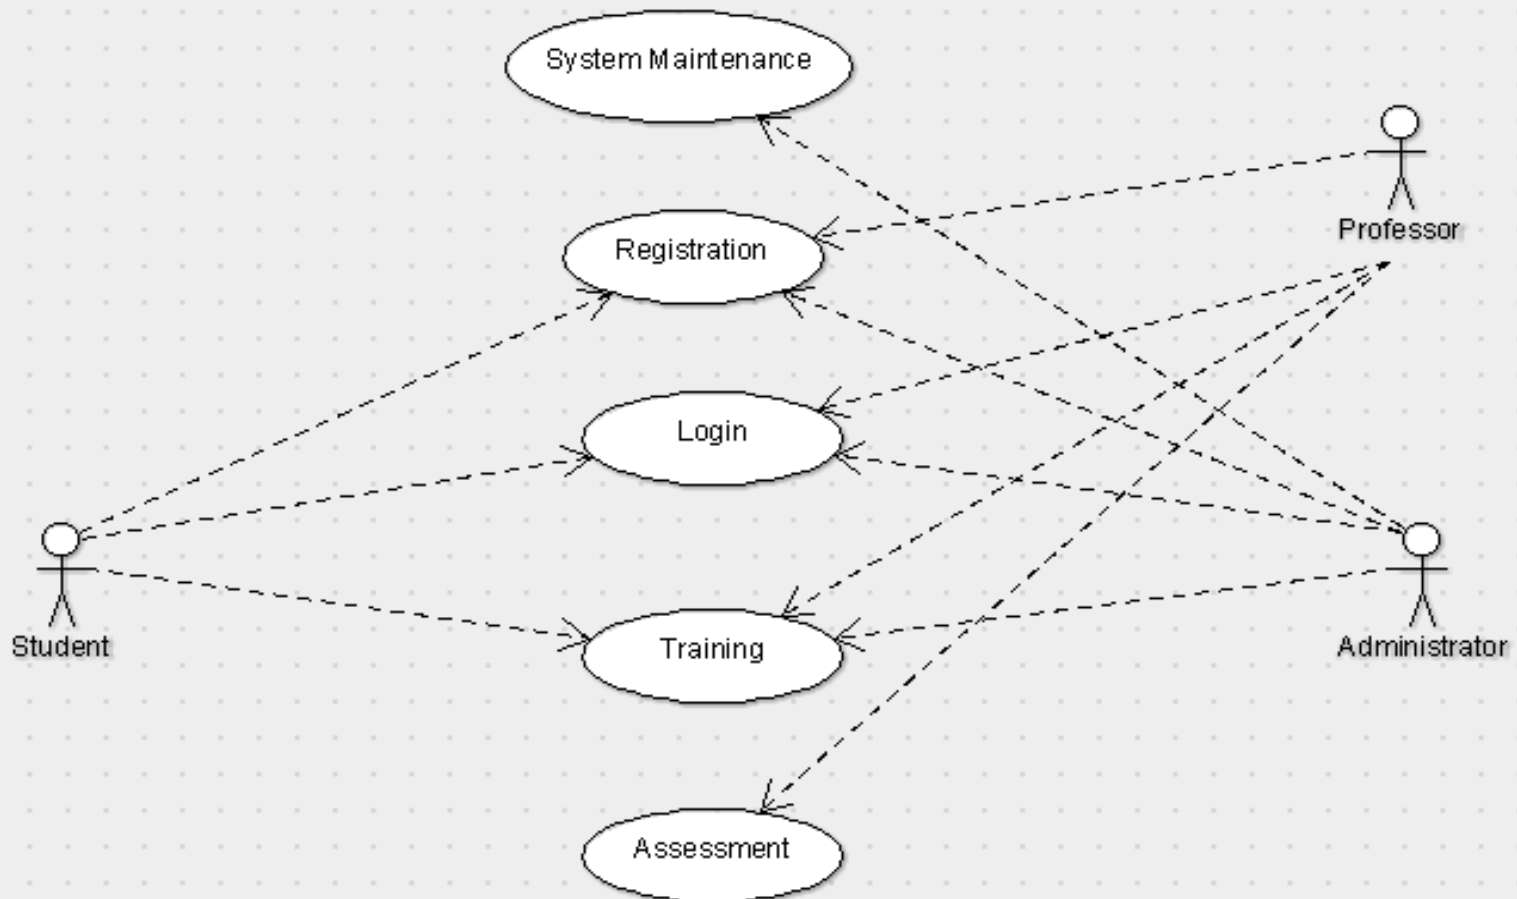 System Maintenance
Professor
Registration
Login
Student
Training
Administrator
Assessment